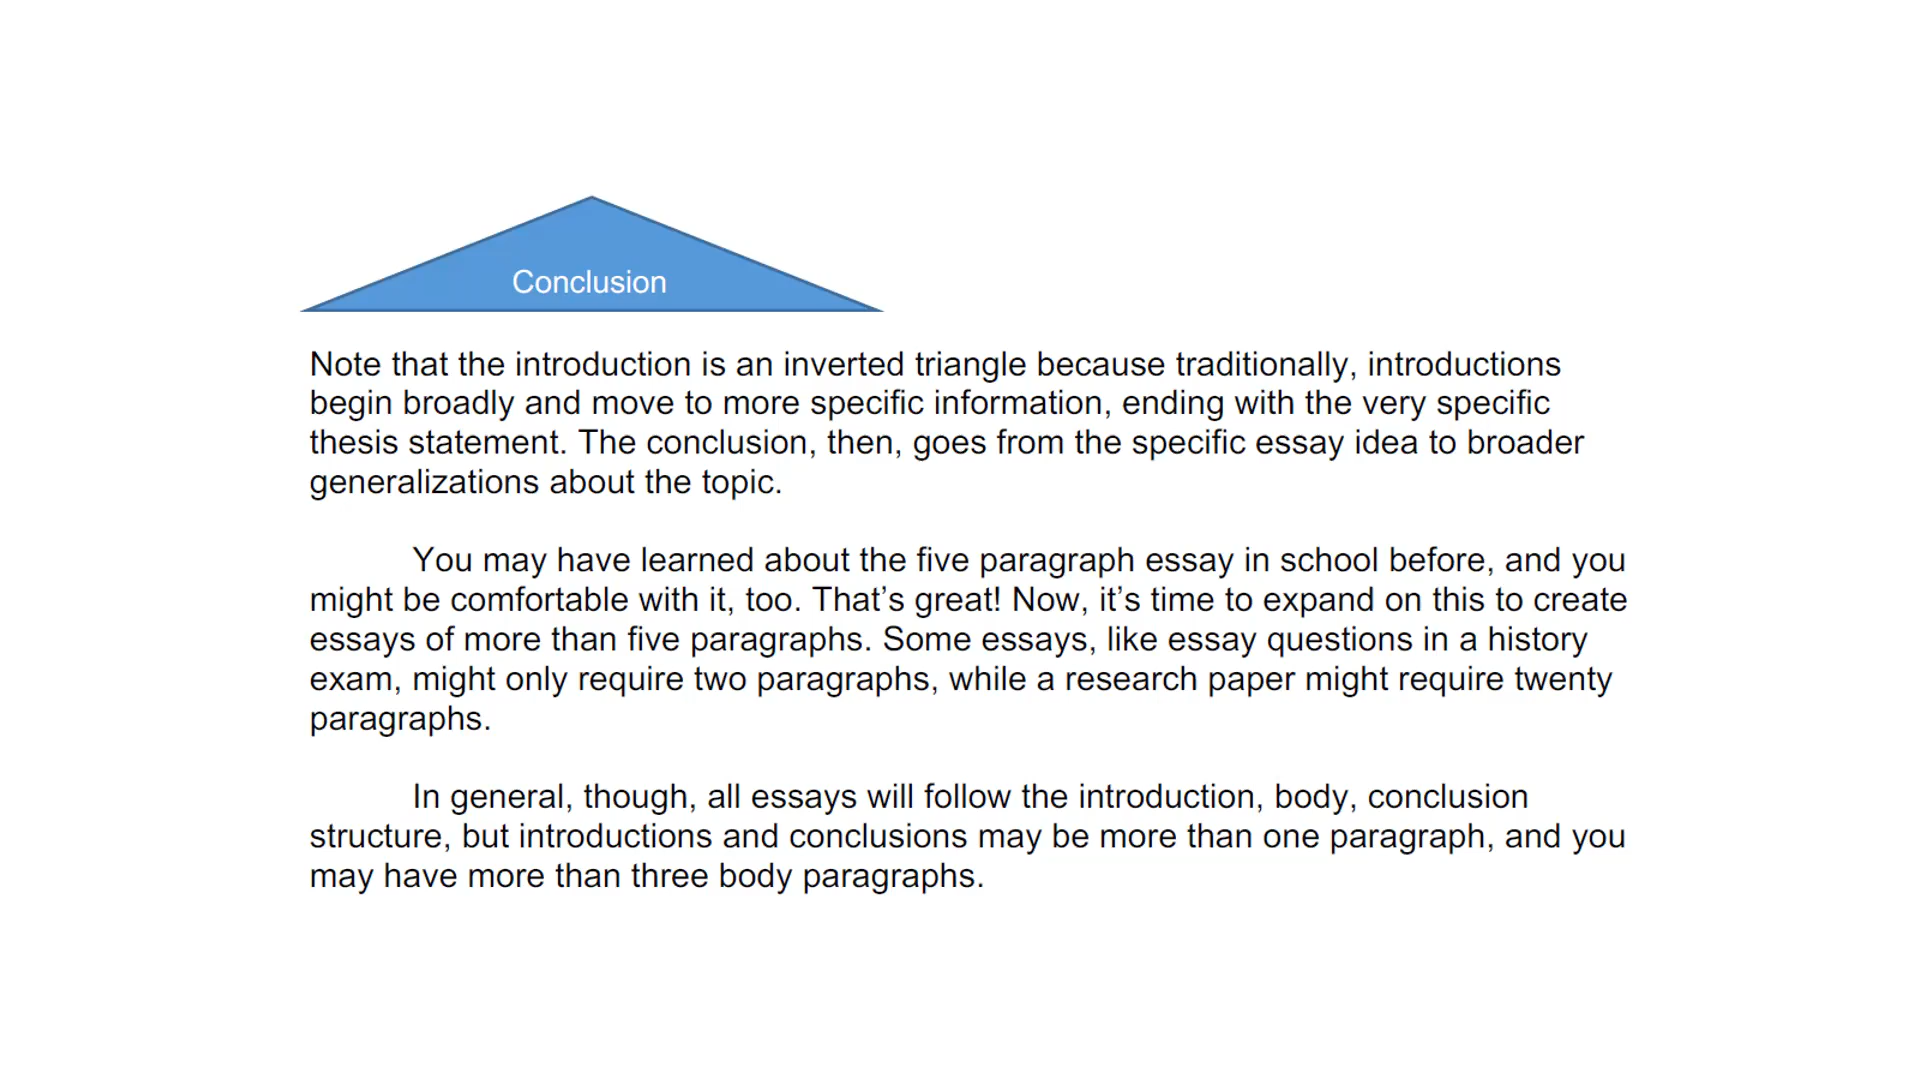 Conclusion
Note that the introduction is an inverted triangle because traditionally, introductions
begin broadly and move to more specific information, ending with the very specific
thesis statement. The conclusion, then, goes from the specific essay idea to broader
generalizations about the topic.
You may have learned about the five paragraph essay in school before, and you
might be comfortable with it, too. That’s great! Now, it’s time to expand on this to create
essays of more than five paragraphs. Some essays, like essay questions in a history
exam, might only require two paragraphs, while a research paper might require twenty
paragraphs.
In general, though, all essays will follow the introduction, body, conclusion
structure, but introductions and conclusions may be more than one paragraph, and you
may have more than three body paragraphs.